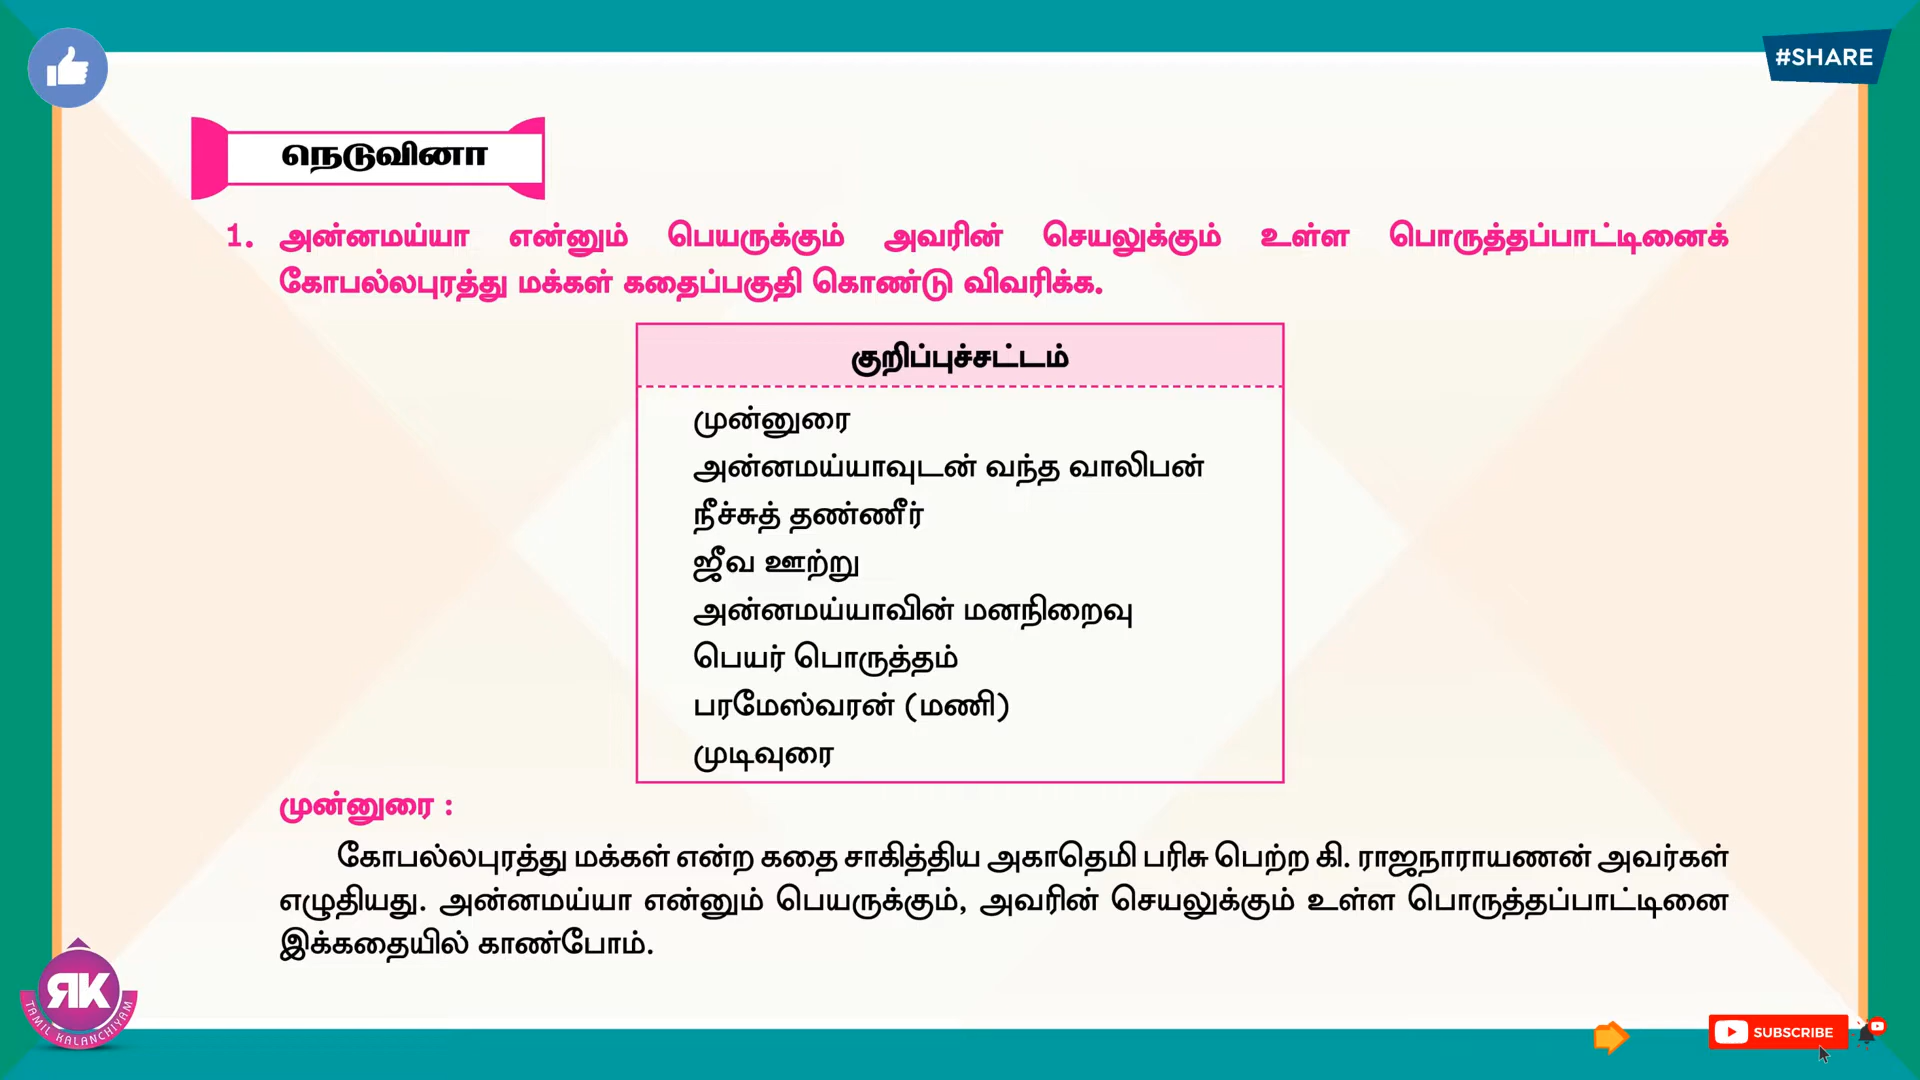 #SHARE
நெடுவினா
1. அன்னமய்யா என்னும் பெயருக்கும் அவரின் செயலுக்கும் உள்ள பொருத்தப்பாட்டினைக்
கோபல்லபுரத்து மக்கள் கதைப்பகுதி கொண்டு விவரிக்க.
குறிப்புச்சட்டம்
முன்னுரை
அன்னமய்யாவுடன் வந்த வாலிபன்
நீச்சுத் தண்ணீர்
ஜீவ ஊற்று
அன்னமய்யாவின் மனநிறைவு
பெயர் பொருத்தம்
பரமேஸ்வரன் (மணி)
முடிவுரை
முன்னுரை :
கோபல்லபுரத்து மக்கள் என்ற கதை சாகித்திய அகாதெமி பரிசு பெற்ற கி. ராஜநாராயணன் அவர்கள்
எழுதியது. அன்னமய்யா என்னும் பெயருக்கும், அவரின் செயலுக்கும் உள்ள பொருத்தப்பாட்டினை
இக்கதையில் காண்போம்.
RK
TAMIL KALANCHIYAM
SUBSCRIBE